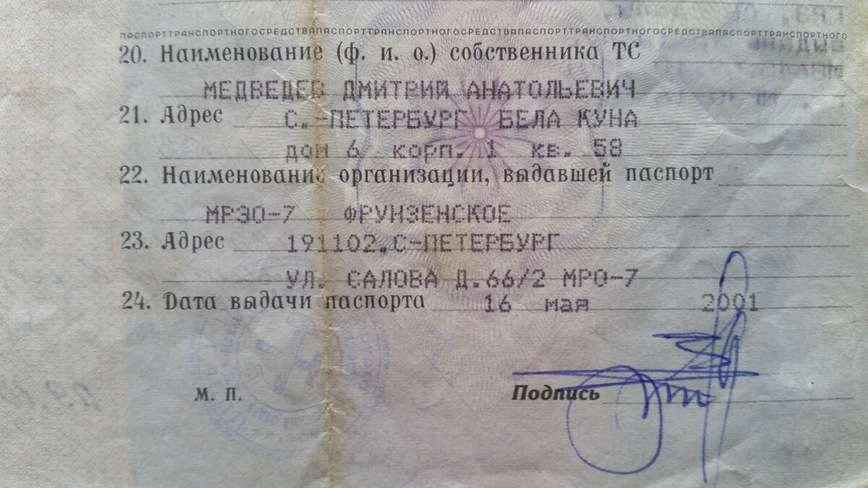 ПАСПОРТТРАНСПОРТНОГОСРЕДСТВАПАСПОРТТРАНСПОРТНОГОСРЕДСТВАПАСПОРТТРАНСПОРТНОГОСРЕДСТВАПАСПОРТТРАНСПОРТНОГО
20. Наименование (ф. и. о.) собственника ТС
МЕДВЕДЕВ ДМИТРИЙ АНАТОЛЬЕВИЧ
21. Адрес С.-ПЕТЕРБУРГ БЕЛА КУНА
дом 6 корп. 1 кв. 58
22. Наименование организации, выдавшей паспорт
МРЭО-7 ФРУНЗЕНСКОЕ
23. Адрес 191102.С-ПЕТЕРБУРГ
УЛ. САЛОВА Д.66/2 МРО-7
24. Дата выдачи паспорта 16 мая 2001
М. П. Подпись